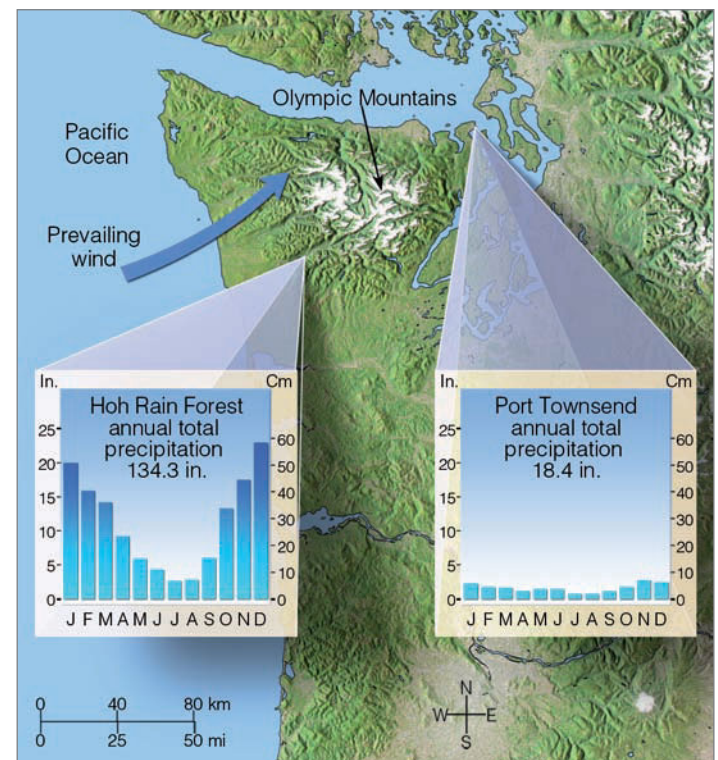 Olympic Mountains
Pacific
Ocean
Prevailing
wind
In.
Cm
Hoh Rain Forest
annual total
precipitation
134.3 in.
25
20
15
10
5
0
60
50
40
30
20
10
0
J F M A M J J A S O N D
In.
Cm
Port Townsend
annual total
precipitation
18.4 in.
25
20
15
10
5
0
60
50
40
30
20
10
0
J F M A M J J A S O N D
0 40 80 km
0 25 50 mi
N
W E
S